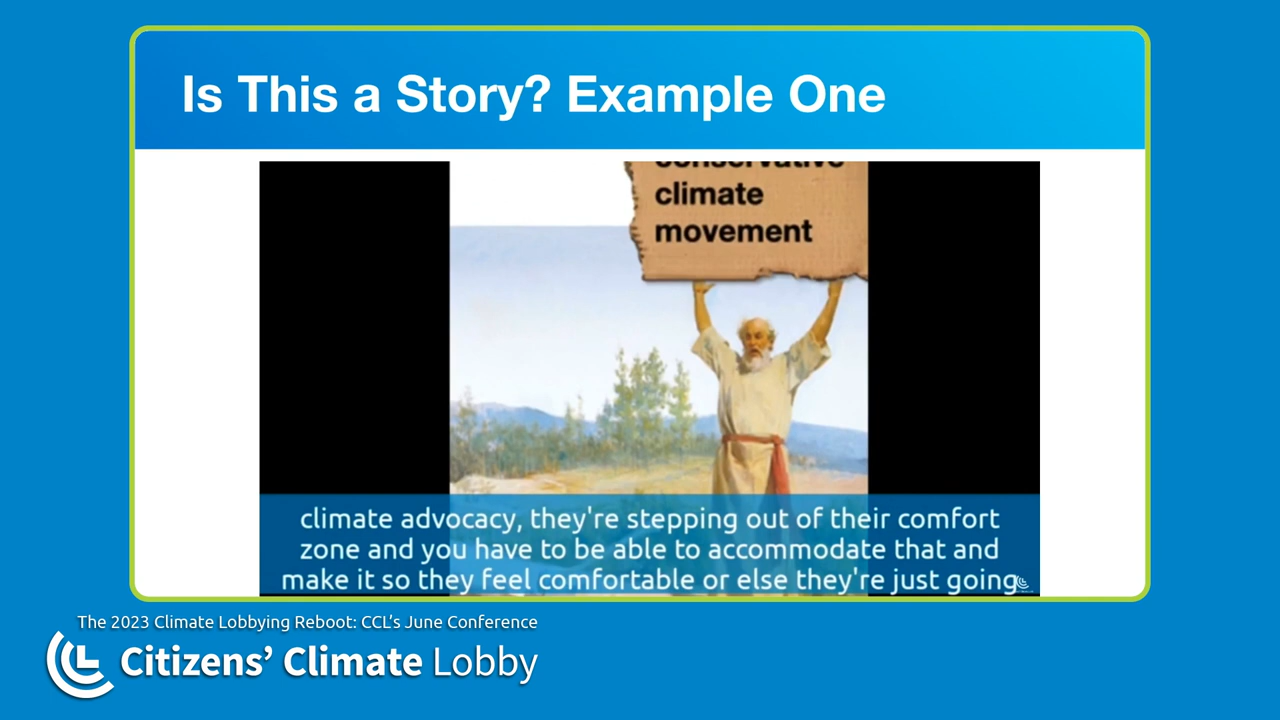 Is This a Story? Example One
conservative
climate
movement
climate advocacy, they're stepping out of their comfort
zone and you have to be able to accommodate that and
make it so they feel comfortable or else they're just going
The 2023 Climate Lobbying Reboot: CCL’s June Conference
Citizens’ Climate Lobby